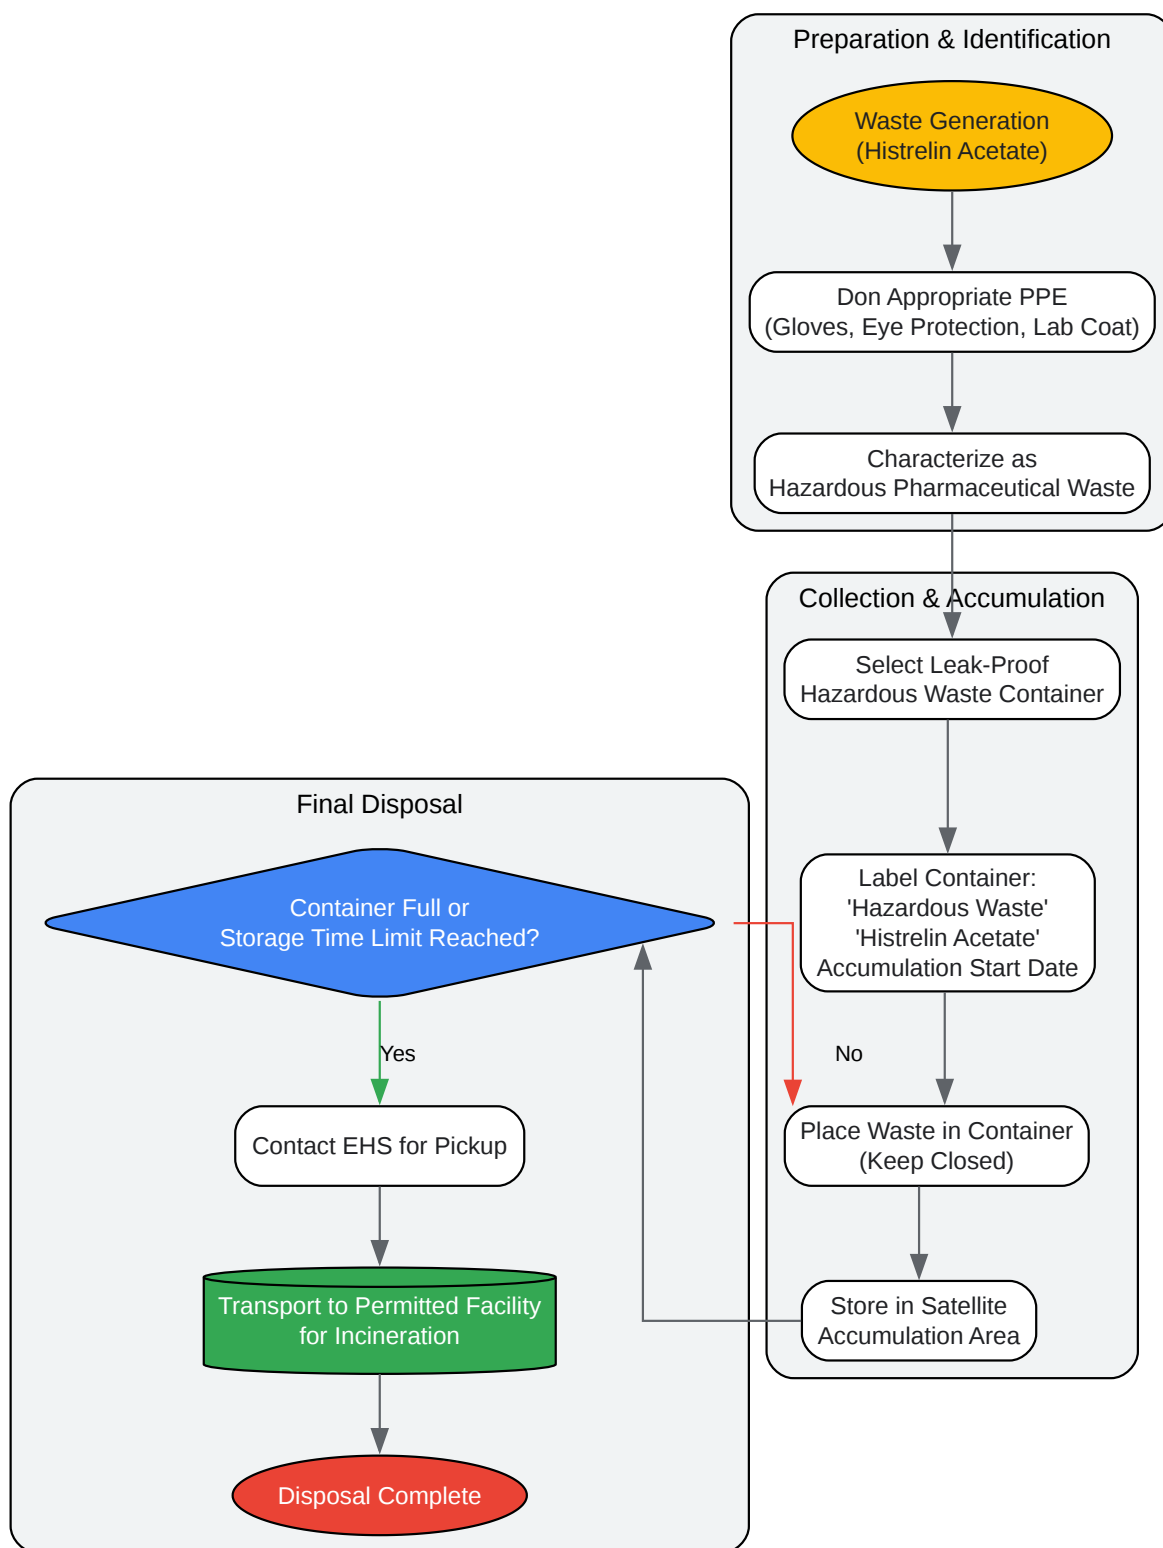 Preparation & Identification
Waste Generation
(Histrelin Acetate)
Don Appropriate PPE
(Gloves, Eye Protection, Lab Coat)
Characterize as
Hazardous Pharmaceutical Waste
Collection & Accumulation
Select Leak-Proof
Hazardous Waste Container
Label Container:
'Hazardous Waste'
'Histrelin Acetate'
Accumulation Start Date
No
Place Waste in Container
(Keep Closed)
Store in Satellite
Accumulation Area
Final Disposal
Container Full or
Storage Time Limit Reached?
Yes
Contact EHS for Pickup
Transport to Permitted Facility
for Incineration
Disposal Complete